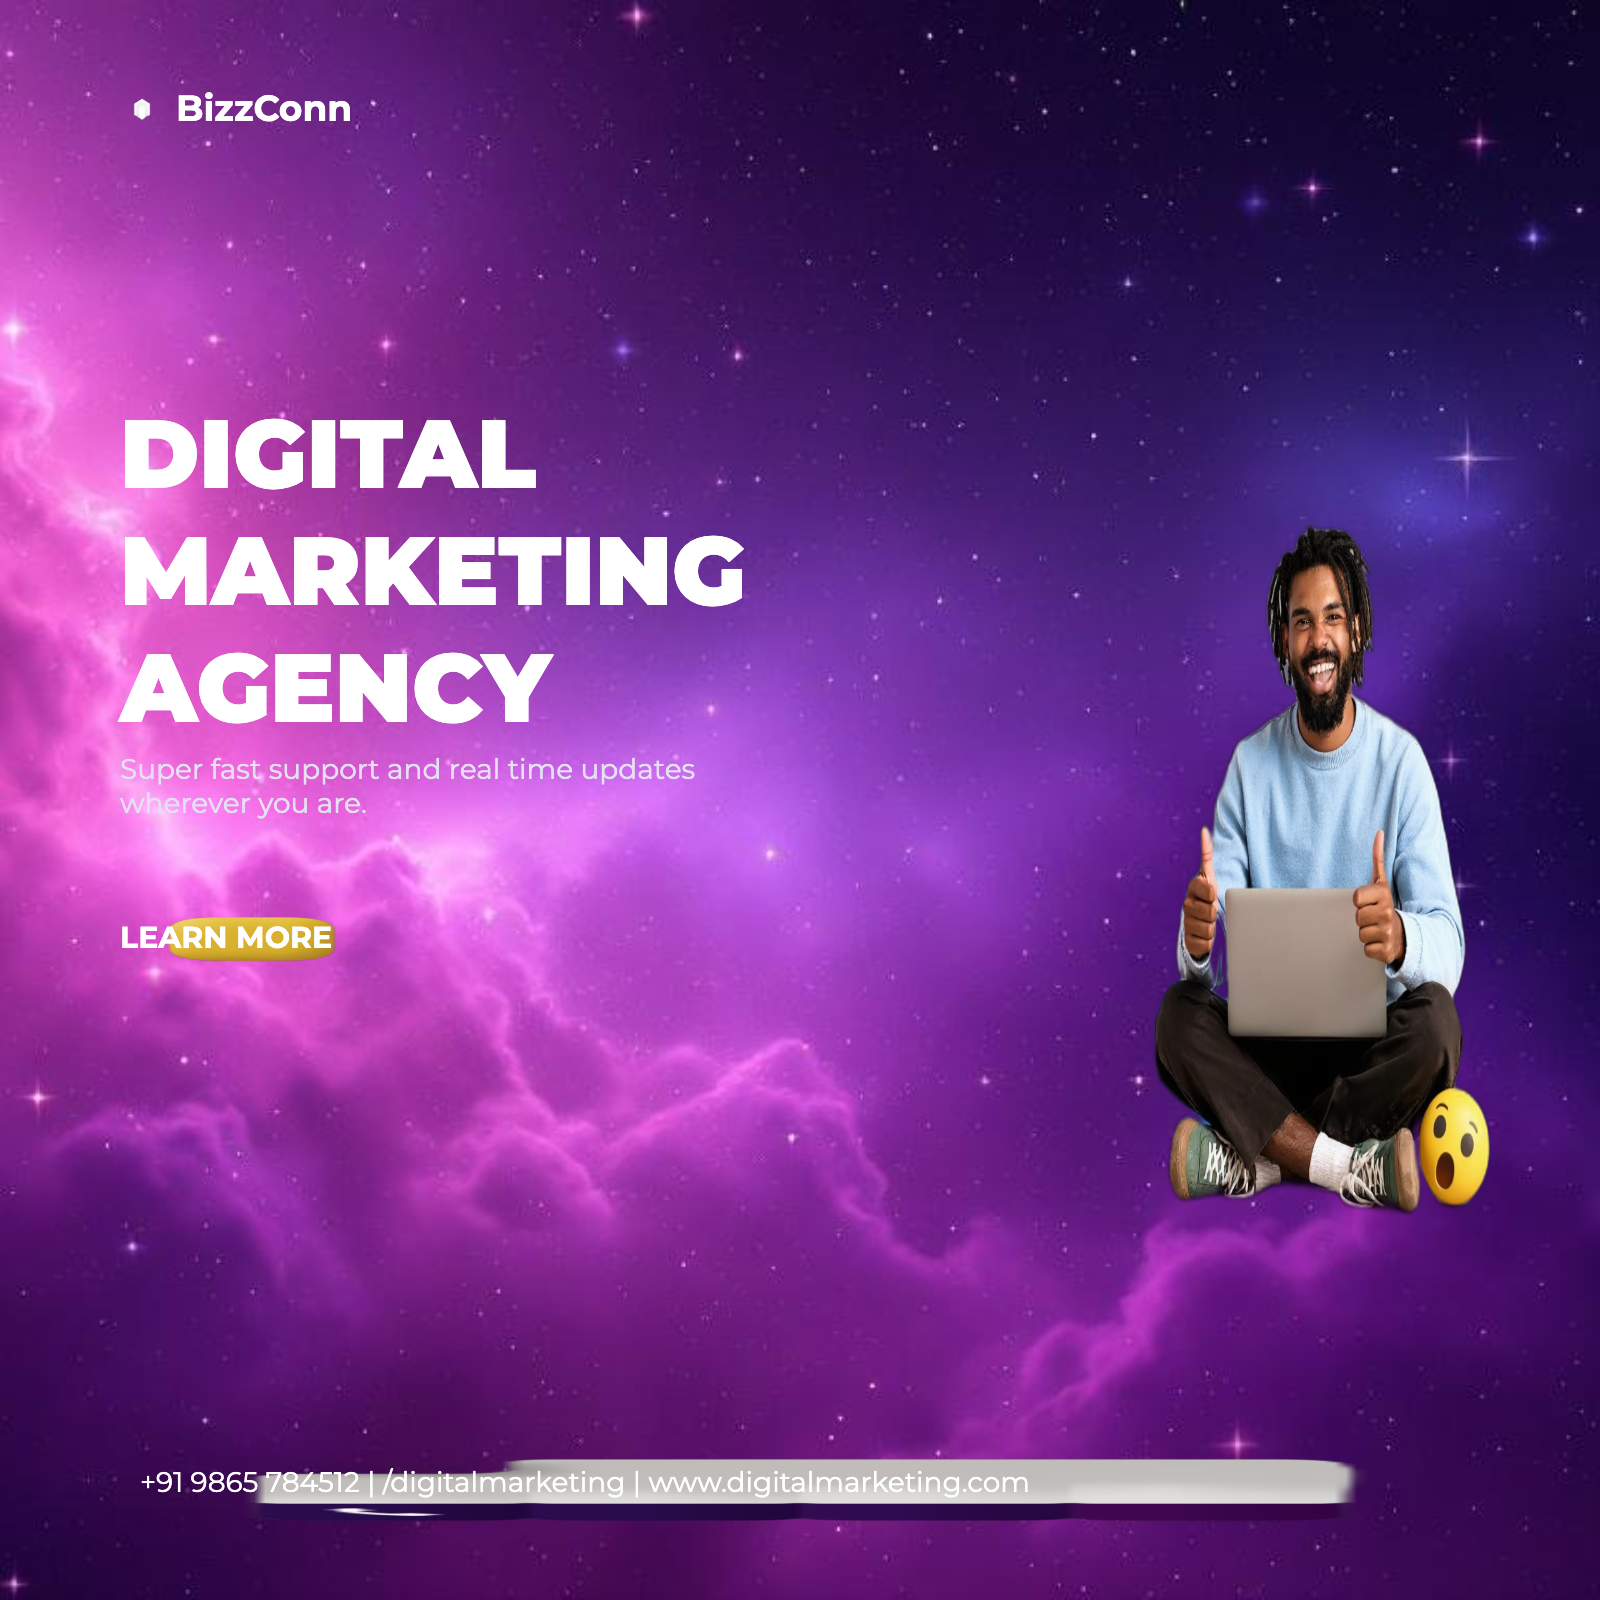 BizzConn
DIGITAL
MARKETING
AGENCY
Super fast support and real time updates
wherever you are.
LEARN MORE
+91 9865 784512 | /digitalmarketing | www.digitalmarketing.com